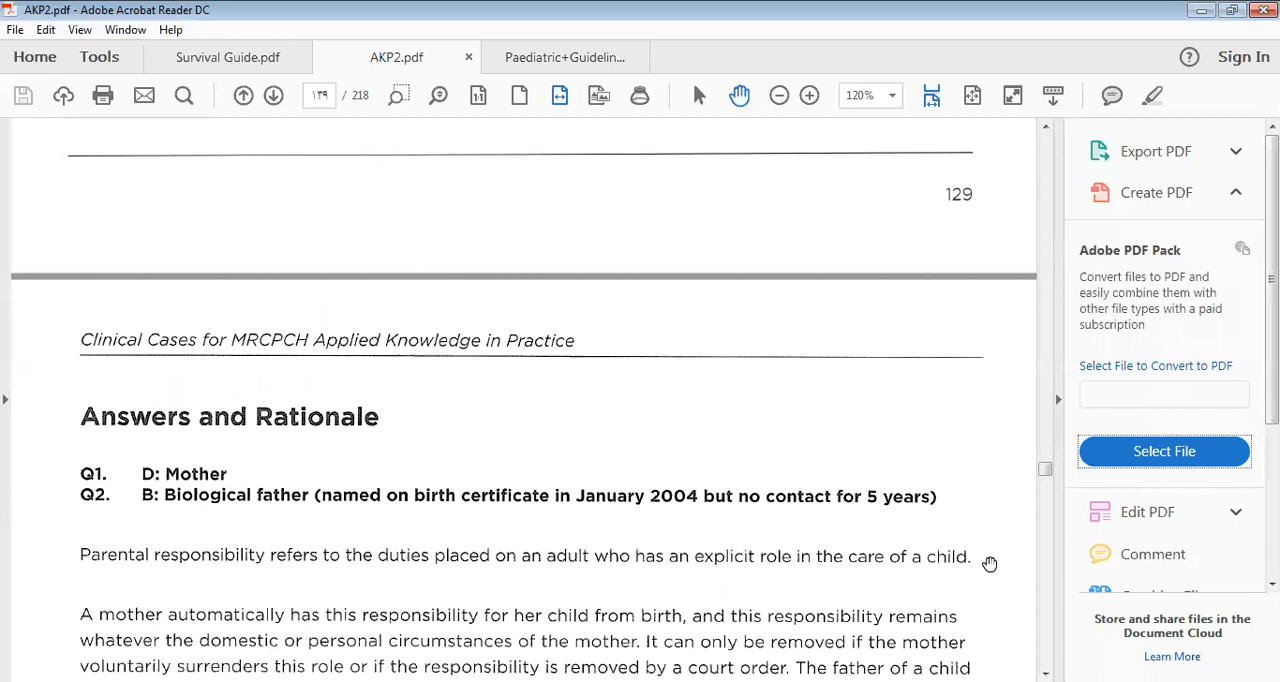 AKP2.pdf - Adobe Acrobat Reader DC
File Edit View Window Help
Home Tools Survival Guide.pdf AKP2.pdf × Paediatric+Guidelin... Sign In
١٣٩ / 218 120%
129
Clinical Cases for MRCPCH Applied Knowledge in Practice
Answers and Rationale
Q1. D: Mother
Q2. B: Biological father (named on birth certificate in January 2004 but no contact for 5 years)
Parental responsibility refers to the duties placed on an adult who has an explicit role in the care of a child.
A mother automatically has this responsibility for her child from birth, and this responsibility remains
whatever the domestic or personal circumstances of the mother. It can only be removed if the mother
voluntarily surrenders this role or if the responsibility is removed by a court order. The father of a child
Export PDF
Create PDF
Adobe PDF Pack
Convert files to PDF and
easily combine them with
other file types with a paid
subscription
Select File to Convert to PDF
Select File
Edit PDF
Comment
Store and share files in the
Document Cloud
Learn More